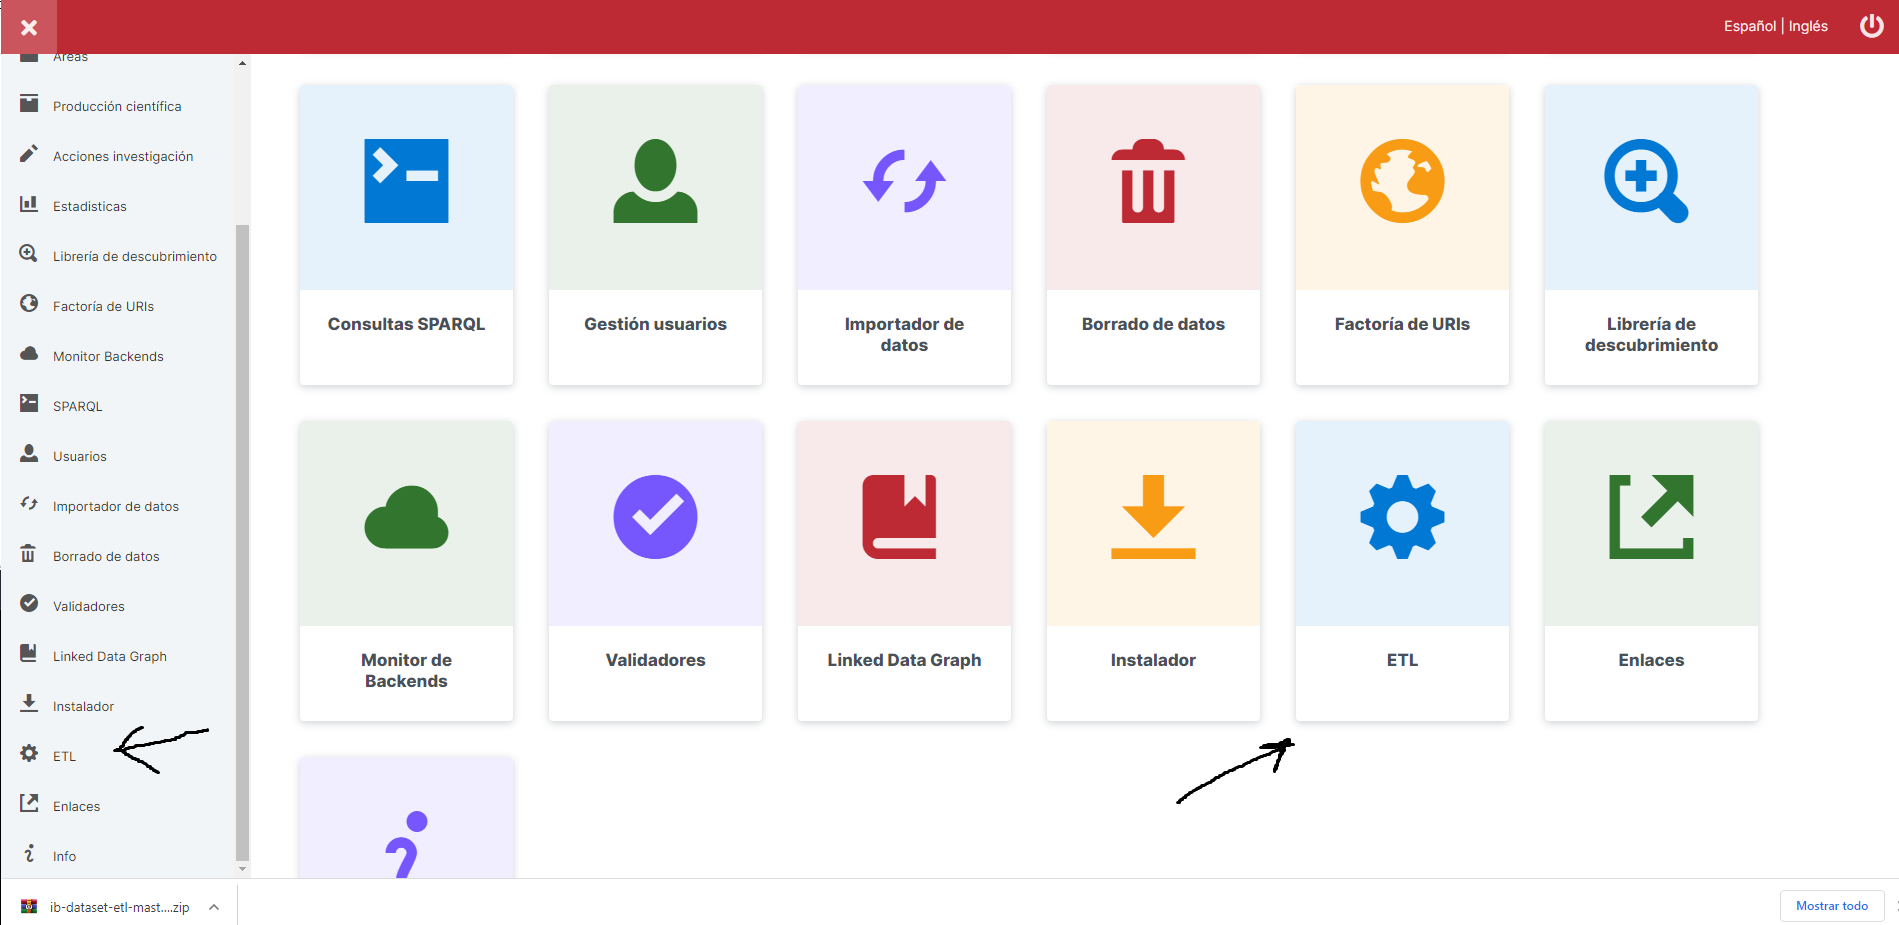 Español | Inglés
Áreas
Producción científica
Acciones investigación
Estadisticas
Librería de descubrimiento
Factoría de URIs
Monitor Backends
SPARQL
Usuarios
Importador de datos
Borrado de datos
Validadores
Linked Data Graph
Instalador
ETL
Enlaces
Info
Consultas SPARQL
Gestión usuarios
Importador de
datos
Borrado de datos
Factoría de URIs
Librería de
descubrimiento
Monitor de
Backends
Validadores
Linked Data Graph
Instalador
ETL
Enlaces
ib-dataset-etl-mast....zip
Mostrar todo